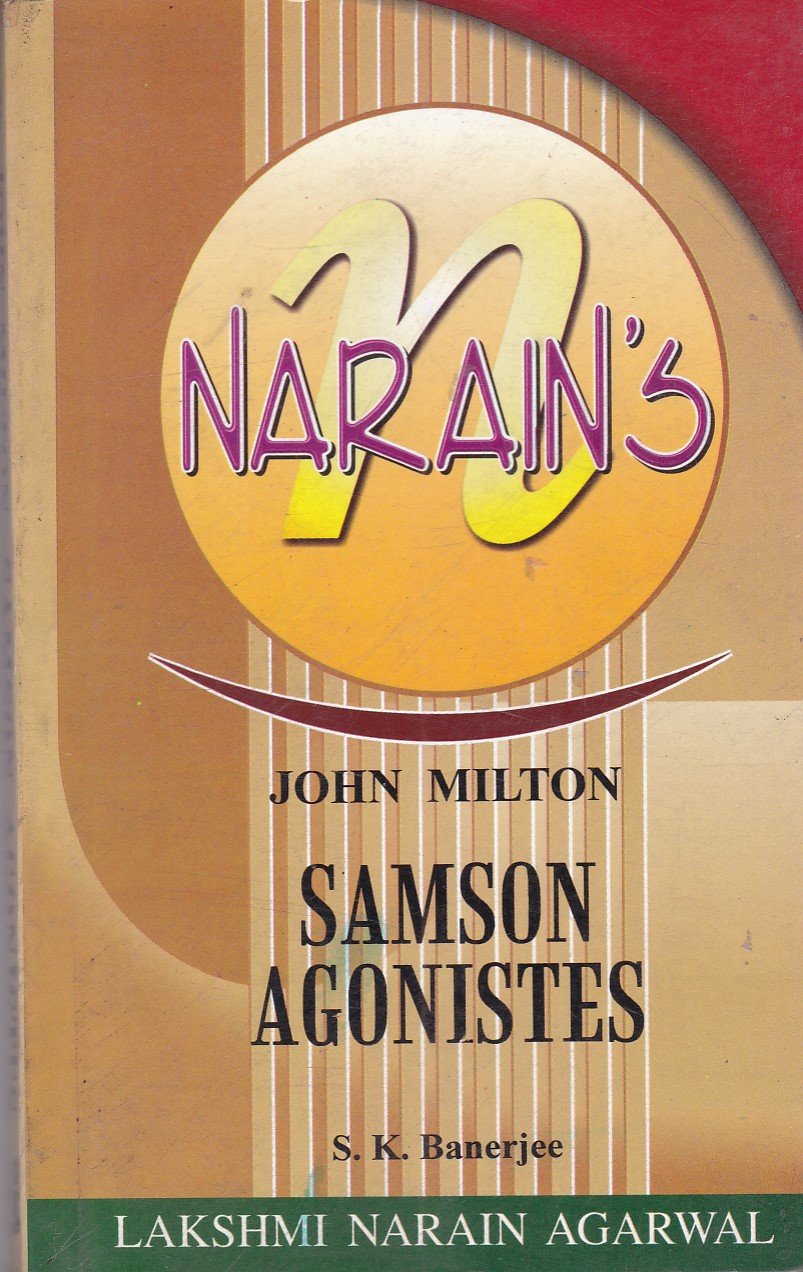 n
NARAIN'S
JOHN MILTON
SAMSON
AGONISTES
S. K. Banerjee
LAKSHMI NARAIN AGARWAL